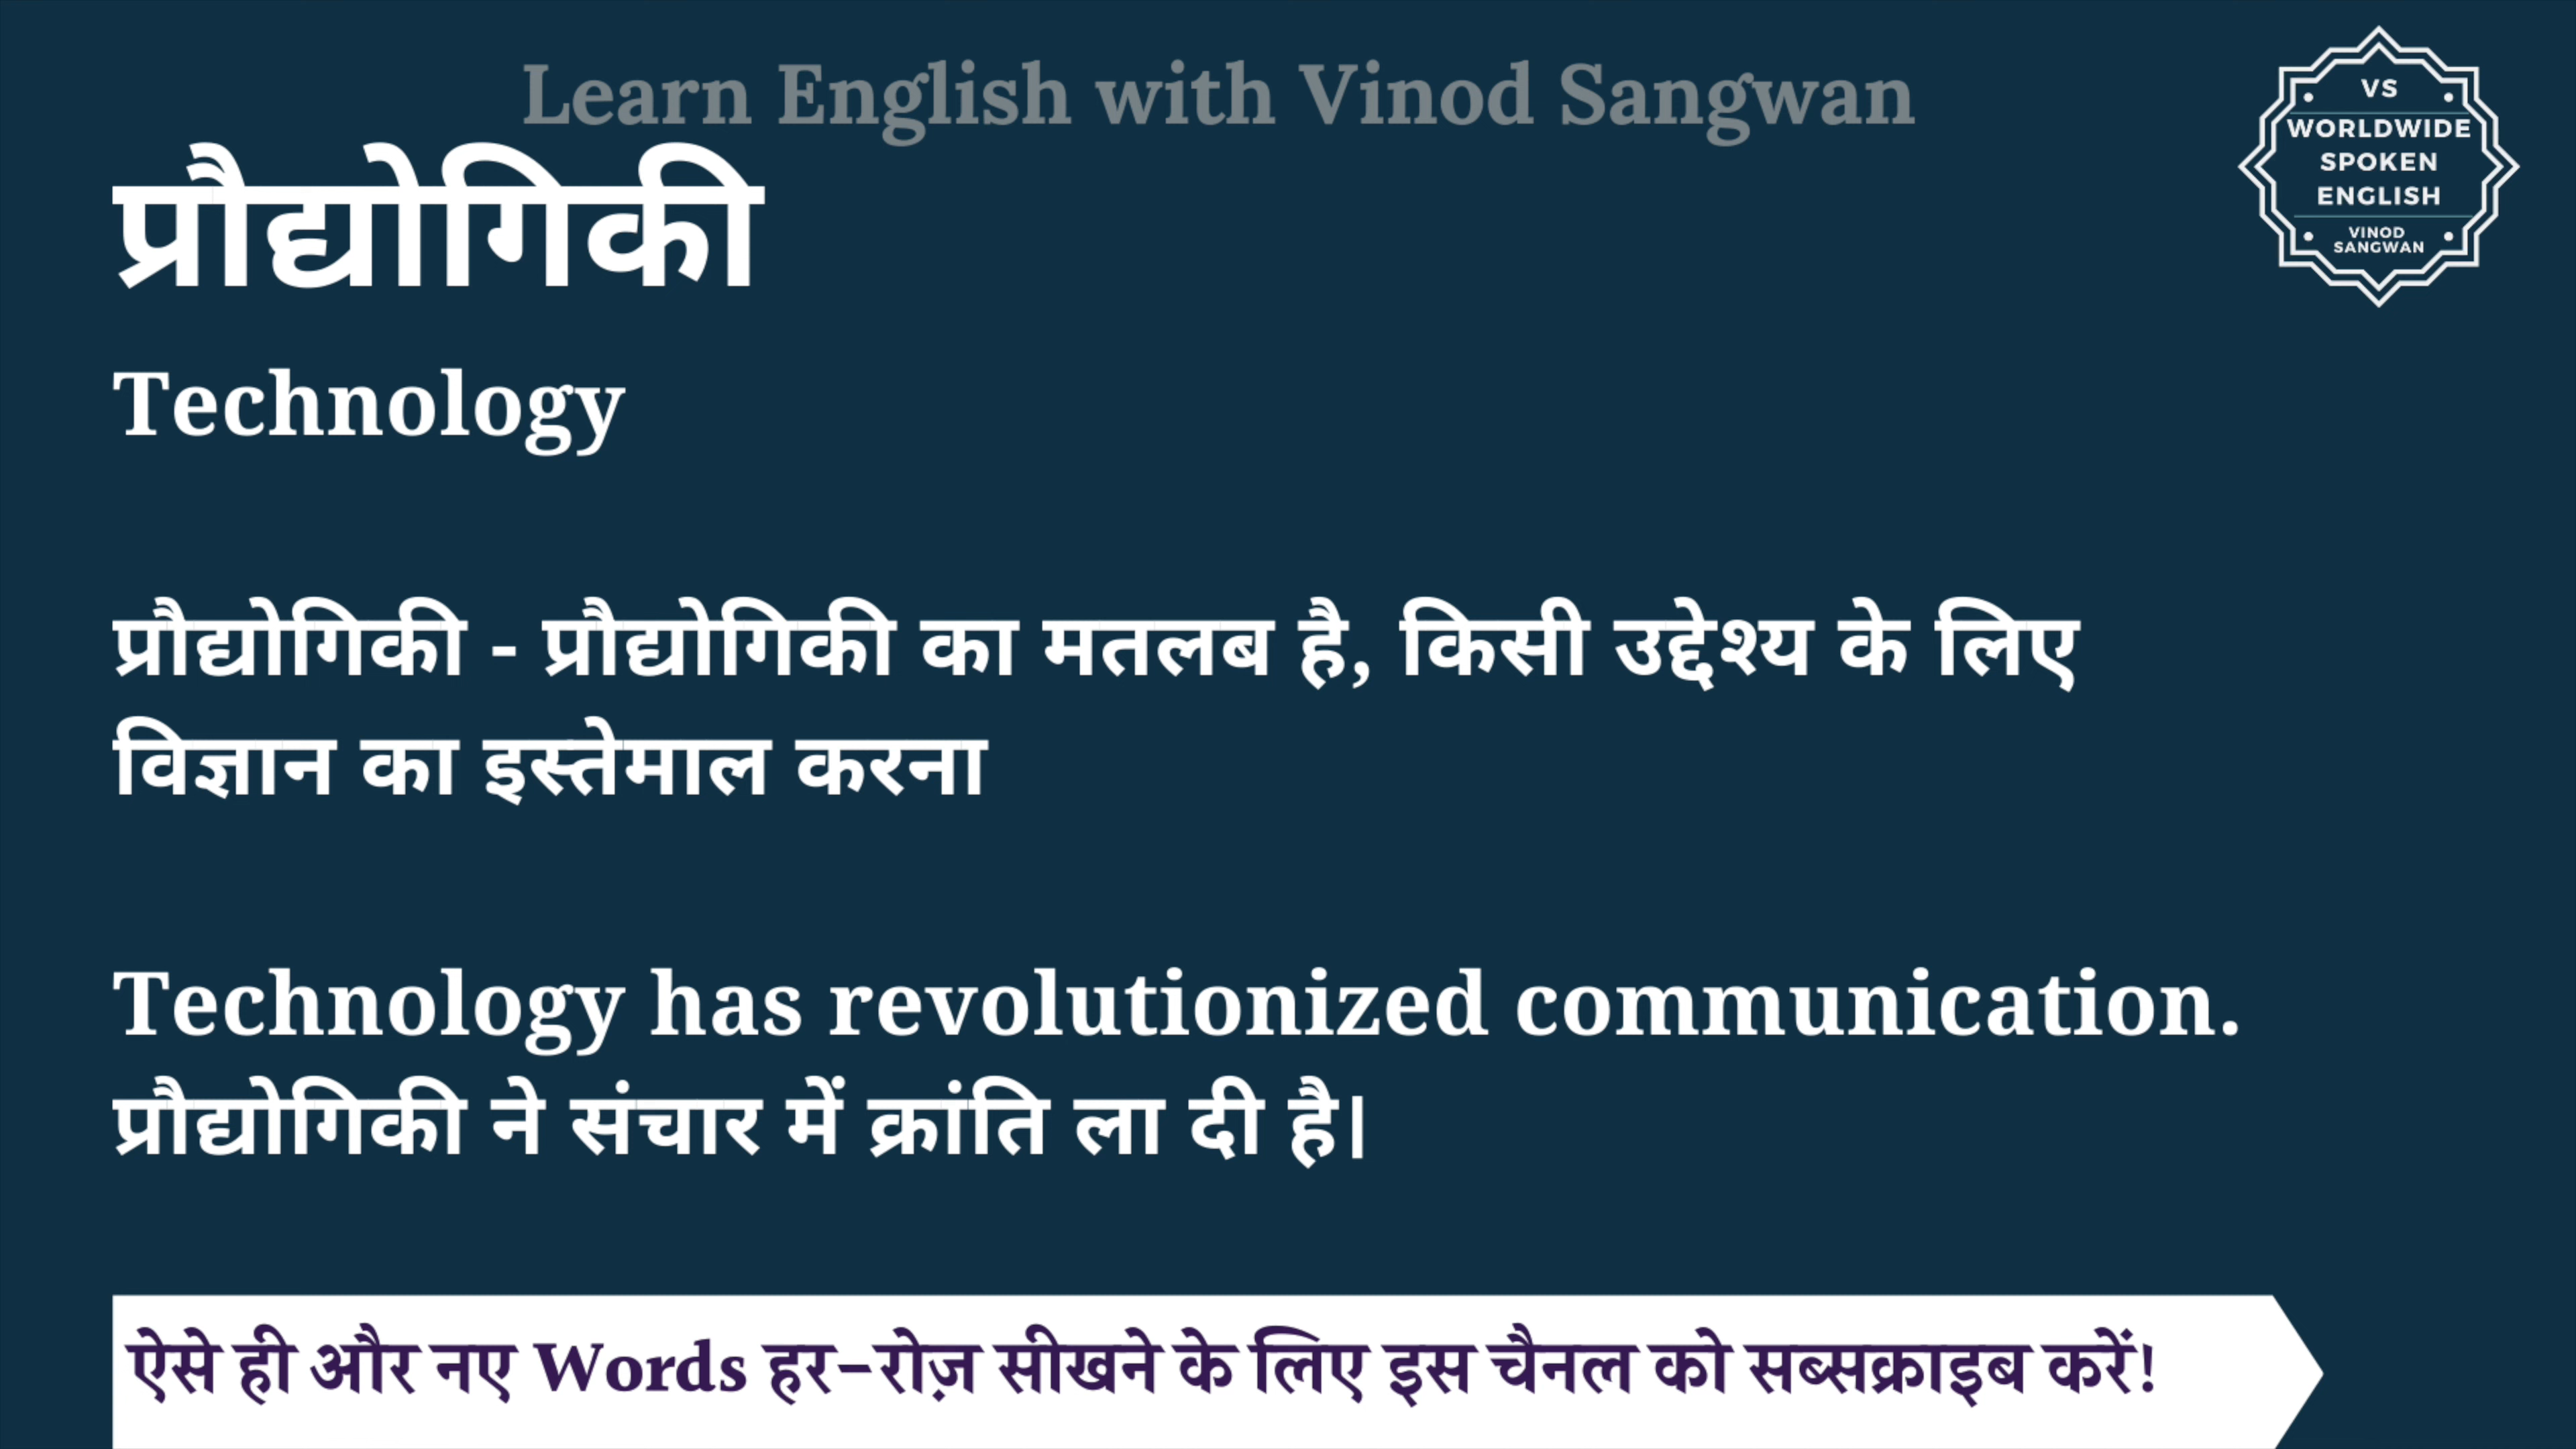 Learn English with Vinod Sangwan
VS
WORLDWIDE
SPOKEN
ENGLISH
VINOD
SANGWAN
प्रौद्योगिकी
Technology
प्रौद्योगिकी - प्रौद्योगिकी का मतलब है, किसी उद्देश्य के लिए
विज्ञान का इस्तेमाल करना
Technology has revolutionized communication.
प्रौद्योगिकी ने संचार में क्रांति ला दी है।
ऐसे ही और नए Words हर-रोज़ सीखने के लिए इस चैनल को सब्सक्राइब करें!